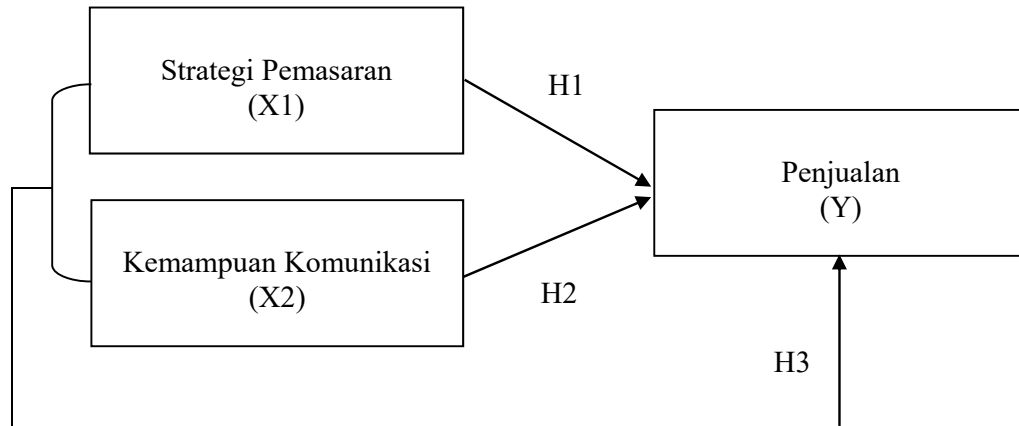 Strategi Pemasaran
(X1)
H1
Penjualan
(Y)
Kemampuan Komunikasi
(X2)
H2
H3